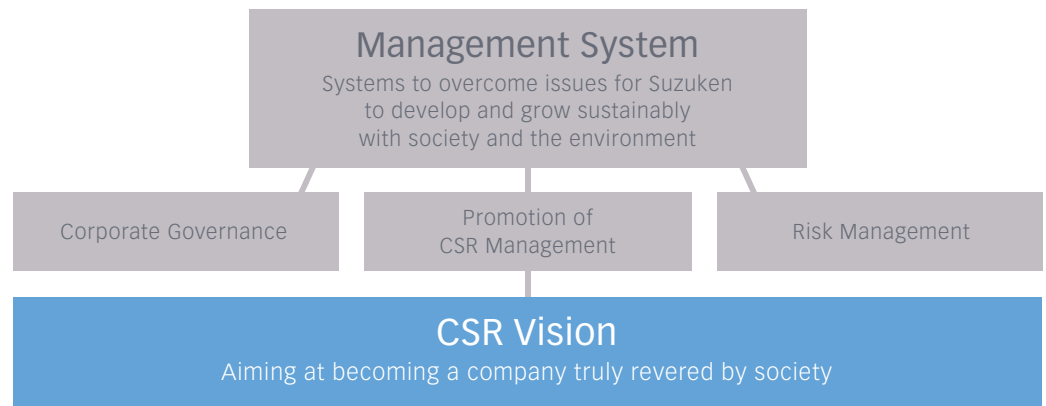 Management System
Systems to overcome issues for Suzuken
to develop and grow sustainably
with society and the environment
Corporate Governance
Promotion of
CSR Management
Risk Management
CSR Vision
Aiming at becoming a company truly revered by society